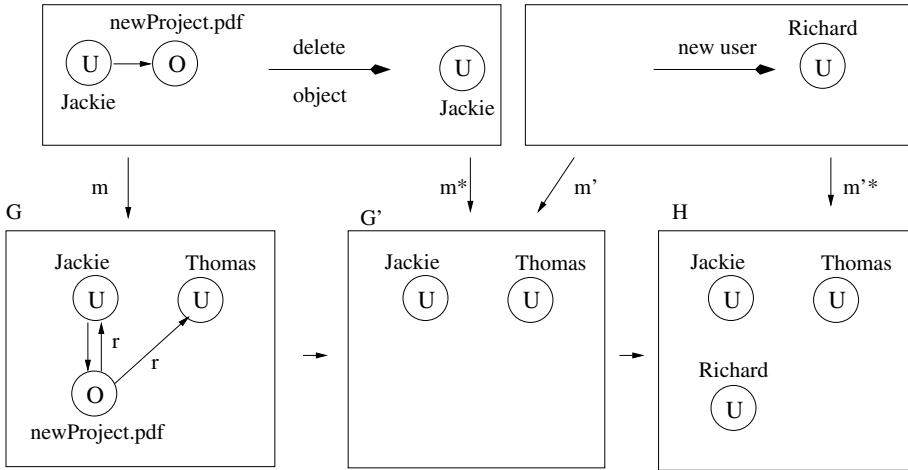 newProject.pdf
U
O
Jackie
delete
object
U
Jackie
new user
Richard
U
m
m*
m'
m'*
G
Jackie
Thomas
U
U
r
r
O
newProject.pdf
G'
Jackie
Thomas
U
U
H
Jackie
Thomas
U
U
Richard
U